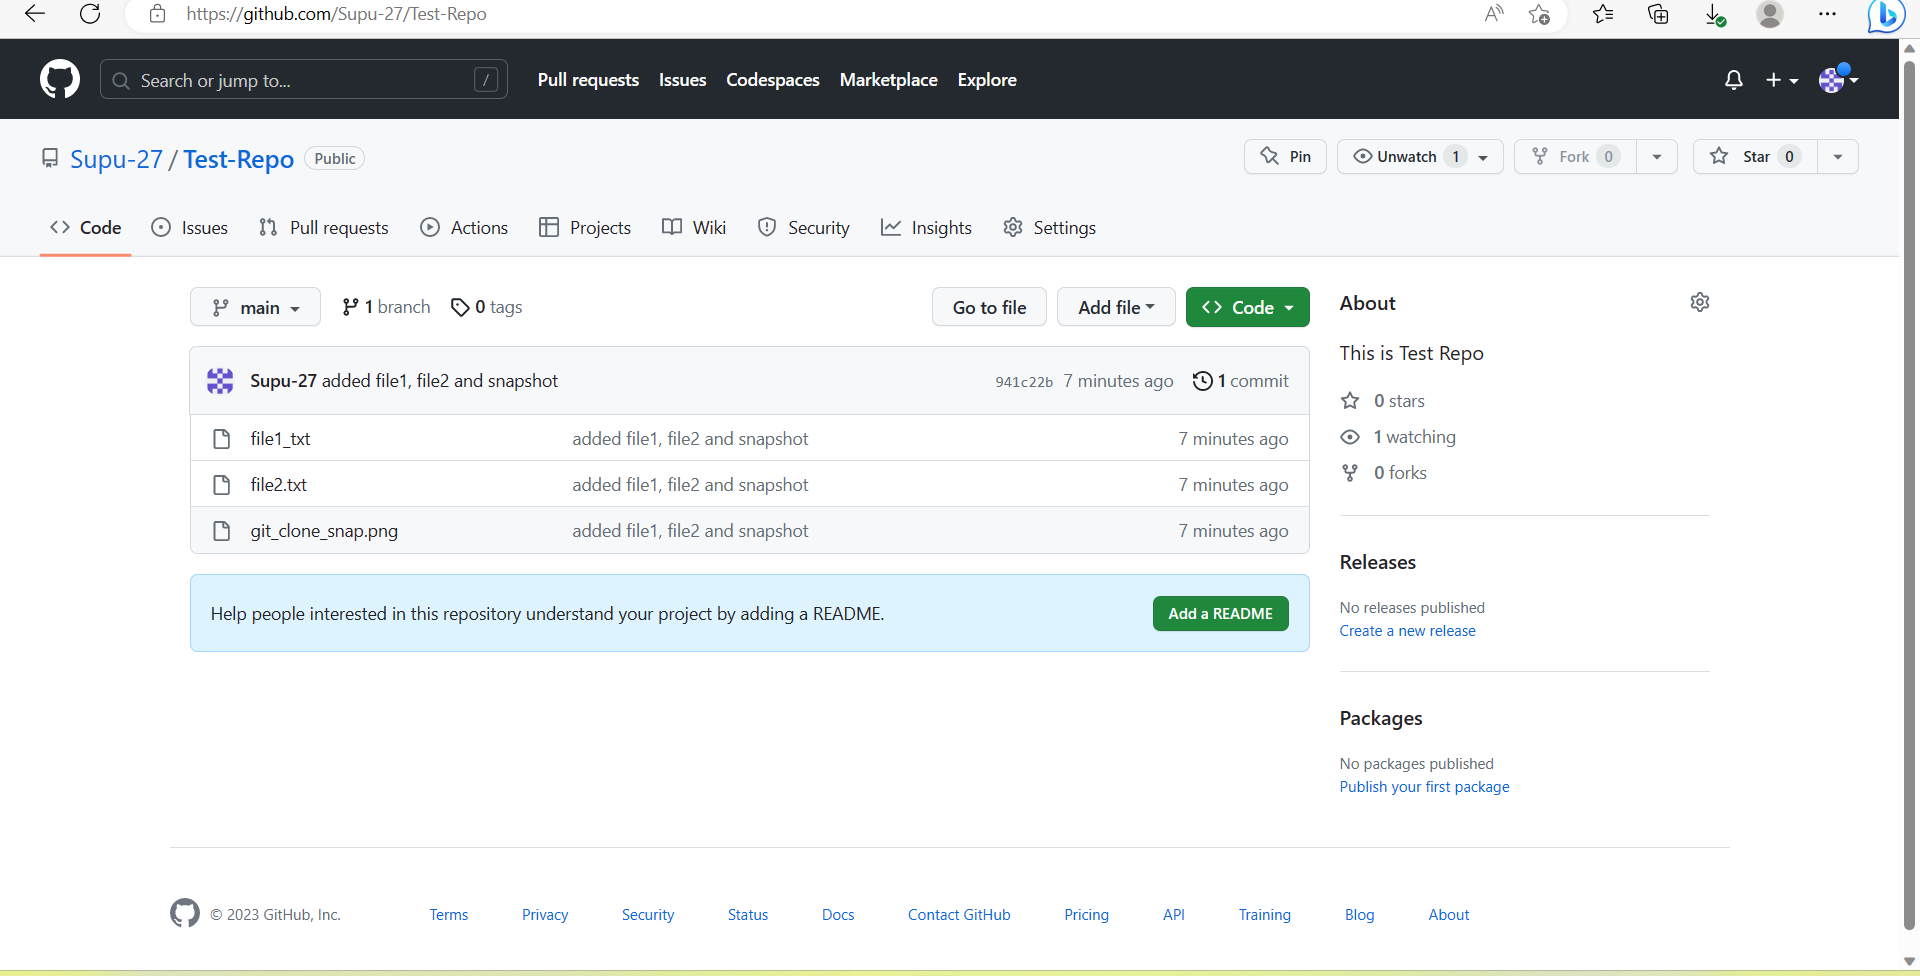 https://github.com/Supu-27/Test-Repo
Search or jump to... / Pull requests Issues Codespaces Marketplace Explore
Supu-27 / Test-Repo Public Pin Unwatch 1 Fork 0 Star 0
Code Issues Pull requests Actions Projects Wiki Security Insights Settings
main 1 branch 0 tags Go to file Add file Code
Supu-27 added file1, file2 and snapshot 941c22b 7 minutes ago 1 commit
file1_txt added file1, file2 and snapshot 7 minutes ago
file2.txt added file1, file2 and snapshot 7 minutes ago
git_clone_snap.png added file1, file2 and snapshot 7 minutes ago
Help people interested in this repository understand your project by adding a README. Add a README
About
This is Test Repo
0 stars
1 watching
0 forks
Releases
No releases published
Create a new release
Packages
No packages published
Publish your first package
© 2023 GitHub, Inc. Terms Privacy Security Status Docs Contact GitHub Pricing API Training Blog About